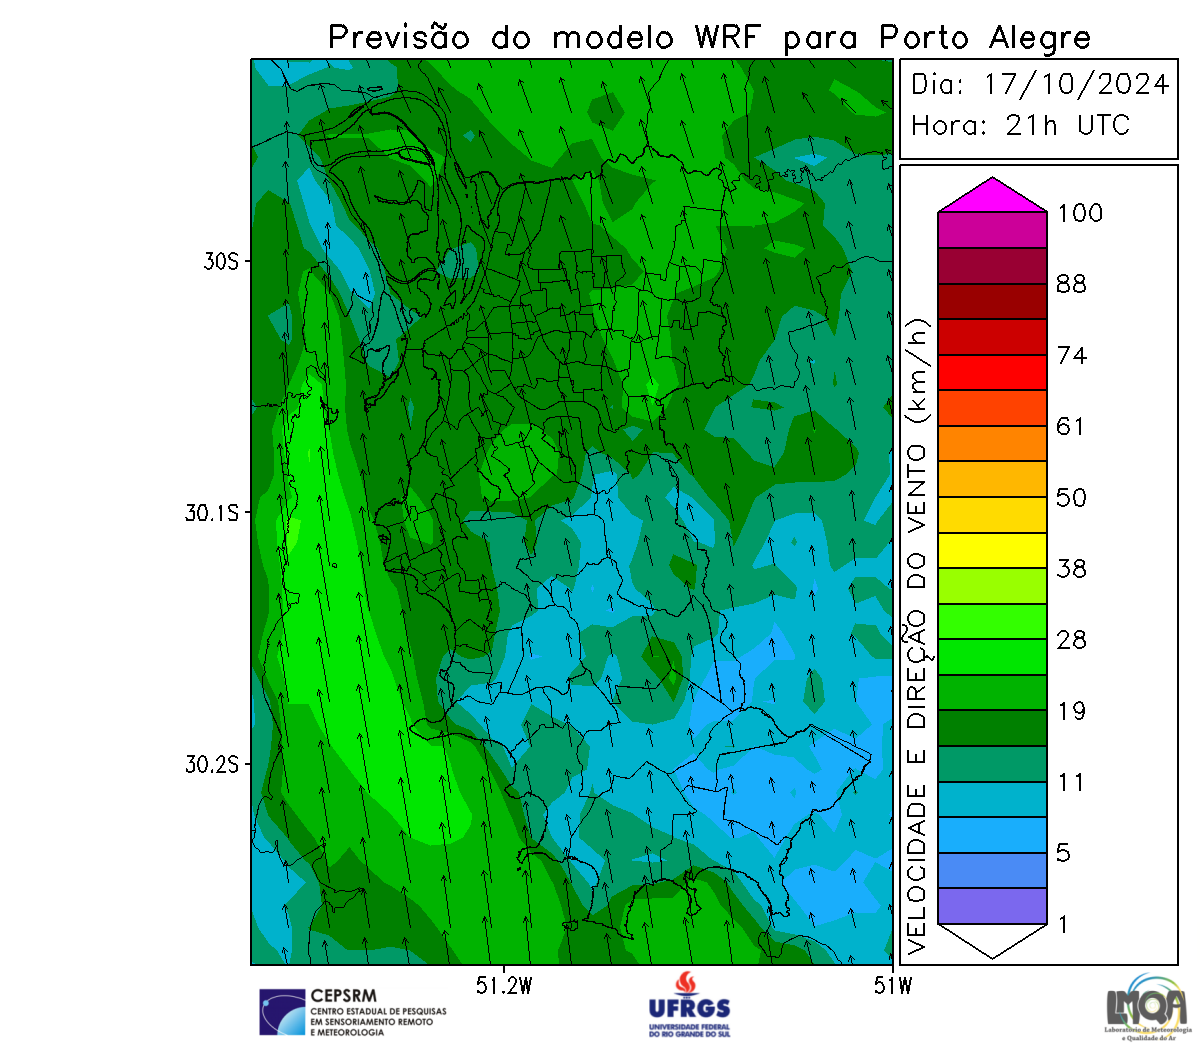 Previsão do modelo WRF para Porto Alegre
Dia: 17/10/2024
Hora: 21h UTC
100
88
74
61
50
38
28
19
11
5
1
VELOCIDADE E DIREÇÃO DO VENTO (km/h)
30S
30.1S
30.2S
51.2W
51W
CEPSRM
CENTRO ESTADUAL DE PESQUISAS
EM SENSORIAMENTO REMOTO
E METEOROLOGIA
UFRGS
UNIVERSIDADE FEDERAL
DO RIO GRANDE DO SUL
LMQA
Laboratório de Meteorologia
e Qualidade do Ar